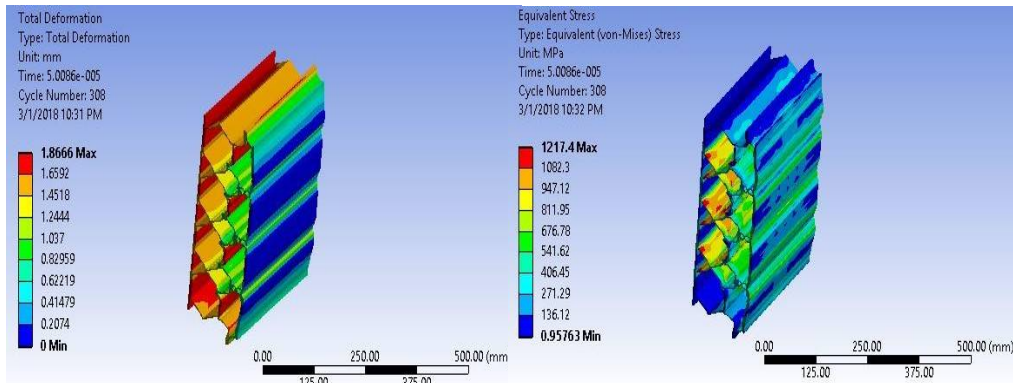 Total Deformation
Type: Total Deformation
Unit: mm
Time: 5.0086e-005
Cycle Number: 308
3/1/2018 10:31 PM
1.8666 Max
1.6592
1.4518
1.2444
1.037
0.82959
0.62219
0.41479
0.2074
0 Min
0.00
250.00
500.00 (mm)
125.00
375.00
Equivalent Stress
Type: Equivalent (von-Mises) Stress
Unit: MPa
Time: 5.0086e-005
Cycle Number: 308
3/1/2018 10:32 PM
1217.4 Max
1082.3
947.12
811.95
676.78
541.62
406.45
271.29
136.12
0.95763 Min
0.00
250.00
500.00 (mm)
125.00
375.00